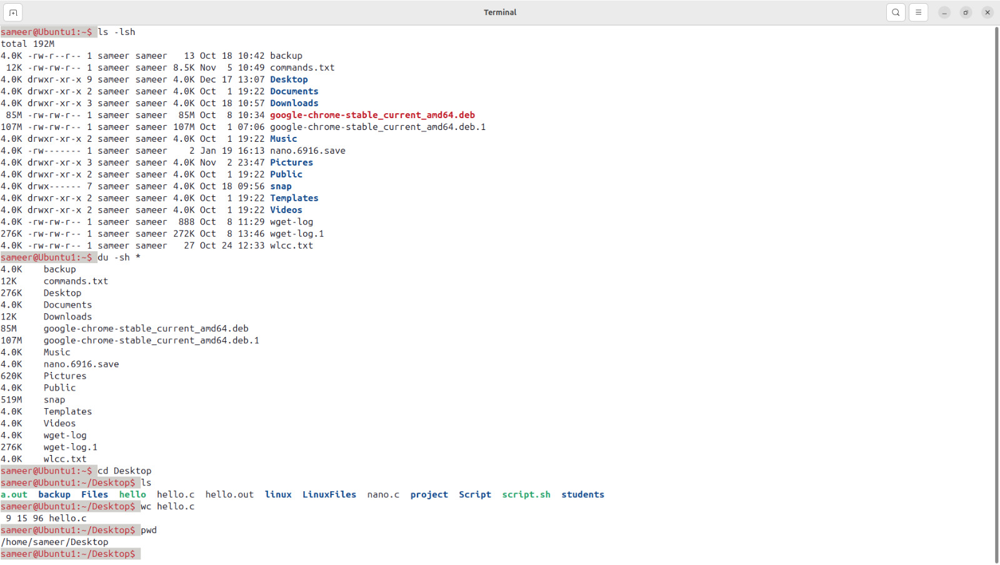 Terminal
sameer@Ubuntu1:~$ ls -lsh
total 192M
4.0K -rw-r--r-- 1 sameer sameer   13 Oct 18 10:42 backup
 12K -rw-rw-r-- 1 sameer sameer 8.5K Nov  5 10:49 commands.txt
4.0K drwxr-xr-x 9 sameer sameer 4.0K Dec 17 13:07 Desktop
4.0K drwxr-xr-x 2 sameer sameer 4.0K Oct  1 19:22 Documents
4.0K drwxr-xr-x 3 sameer sameer 4.0K Oct 18 10:57 Downloads
 85M -rw-rw-r-- 1 sameer sameer  85M Oct  8 10:34 google-chrome-stable_current_amd64.deb
107M -rw-rw-r-- 1 sameer sameer 107M Oct  1 07:06 google-chrome-stable_current_amd64.deb.1
4.0K drwxr-xr-x 2 sameer sameer 4.0K Oct  1 19:22 Music
4.0K -rw------- 1 sameer sameer    2 Jan 19 16:13 nano.6916.save
4.0K drwxr-xr-x 3 sameer sameer 4.0K Nov  2 23:47 Pictures
4.0K drwxr-xr-x 2 sameer sameer 4.0K Oct  1 19:22 Public
4.0K drwx------ 7 sameer sameer 4.0K Oct 18 09:56 snap
4.0K drwxr-xr-x 2 sameer sameer 4.0K Oct  1 19:22 Templates
4.0K drwxr-xr-x 2 sameer sameer 4.0K Oct  1 19:22 Videos
4.0K -rw-rw-r-- 1 sameer sameer  888 Oct  8 11:29 wget-log
276K -rw-rw-r-- 1 sameer sameer 272K Oct  8 13:46 wget-log.1
4.0K -rw-rw-r-- 1 sameer sameer   27 Oct 24 12:33 wlcc.txt
sameer@Ubuntu1:~$ du -sh *
4.0K    backup
12K     commands.txt
276K    Desktop
4.0K    Documents
12K     Downloads
85M     google-chrome-stable_current_amd64.deb
107M    google-chrome-stable_current_amd64.deb.1
4.0K    Music
4.0K    nano.6916.save
620K    Pictures
4.0K    Public
519M    snap
4.0K    Templates
4.0K    Videos
4.0K    wget-log
276K    wget-log.1
4.0K    wlcc.txt
sameer@Ubuntu1:~$ cd Desktop
sameer@Ubuntu1:~/Desktop$ ls
a.out  backup  Files  hello  hello.c  hello.out  linux  LinuxFiles  nano.c  project  Script  script.sh  students
sameer@Ubuntu1:~/Desktop$ wc hello.c
 9 15 96 hello.c
sameer@Ubuntu1:~/Desktop$ pwd
/home/sameer/Desktop
sameer@Ubuntu1:~/Desktop$